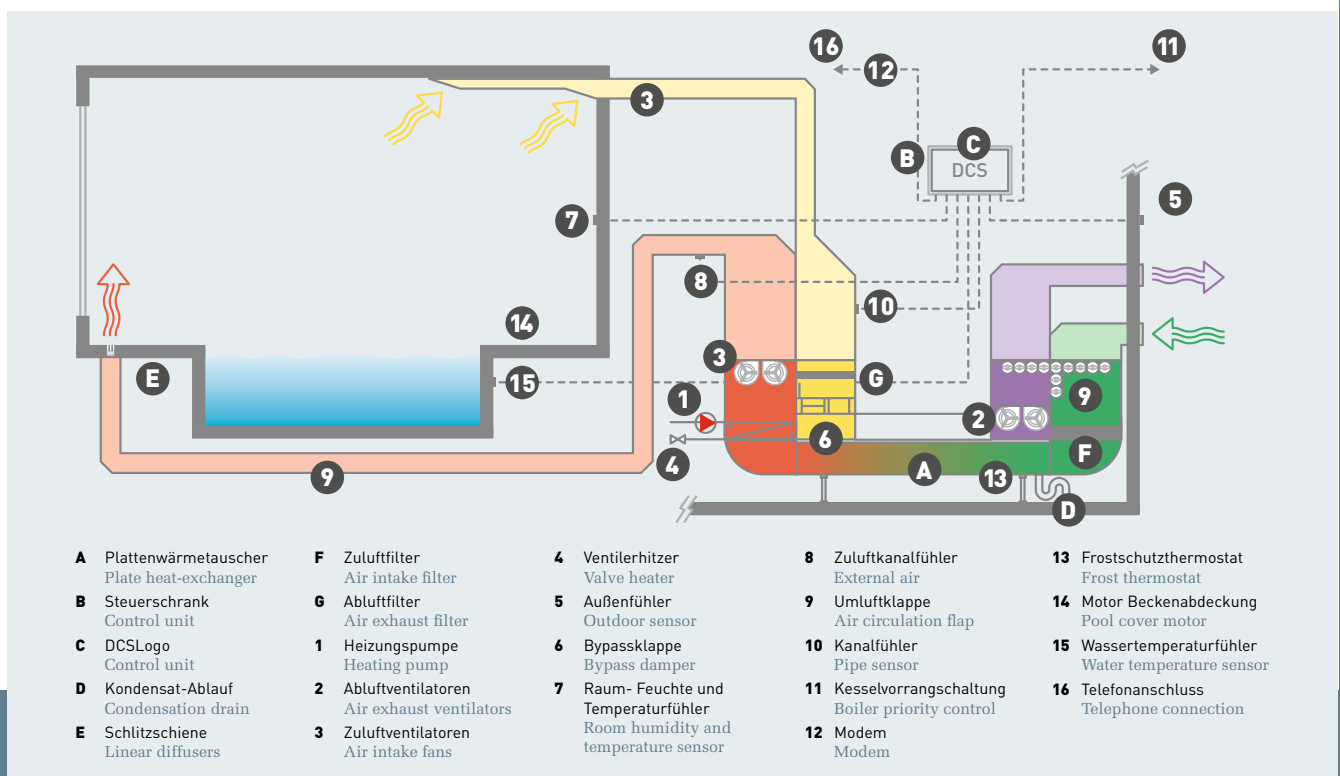 16
11
12
3
C
B
DCS
5
7
8
10
14
3
E
15
G
9
1
2
6
F
4
A
13
9
D
A Plattenwärmetauscher
Plate heat-exchanger
B Steuerschrank
Control unit
C DCSLogo
Control unit
D Kondensat-Ablauf
Condensation drain
E Schlitzschiene
Linear diffusers
F Zuluftfilter
Air intake filter
G Abluftfilter
Air exhaust filter
1 Heizungspumpe
Heating pump
2 Abluftventilatoren
Air exhaust ventilators
3 Zuluftventilatoren
Air intake fans
4 Ventilerhitzer
Valve heater
5 Außenfühler
Outdoor sensor
6 Bypassklappe
Bypass damper
7 Raum- Feuchte und
Temperaturfühler
Room humidity and
temperature sensor
8 Zuluftkanalfühler
External air
9 Umluftklappe
Air circulation flap
10 Kanalfühler
Pipe sensor
11 Kesselvorrangschaltung
Boiler priority control
12 Modem
Modem
13 Frostschutzthermostat
Frost thermostat
14 Motor Beckenabdeckung
Pool cover motor
15 Wassertemperaturfühler
Water temperature sensor
16 Telefonanschluss
Telephone connection